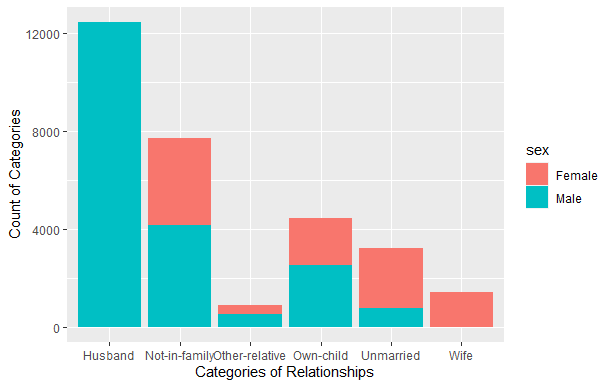 12000
8000
4000
0
Count of Categories
Husband Not-in-family Other-relative Own-child Unmarried Wife
Categories of Relationships
sex
Female
Male